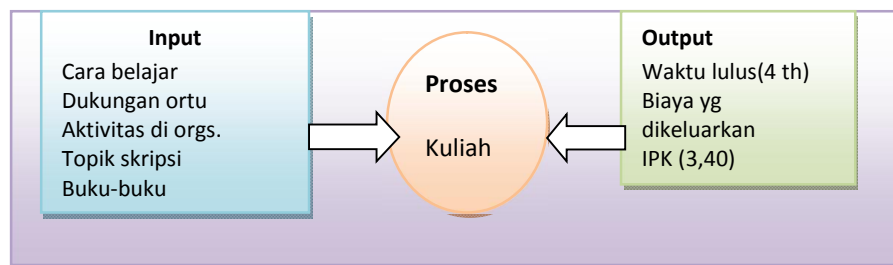 Input
Cara belajar
Dukungan ortu
Aktivitas di orgs.
Topik skripsi
Buku-buku
Proses
Kuliah
Output
Waktu lulus(4 th)
Biaya yg
dikeluarkan
IPK (3,40)